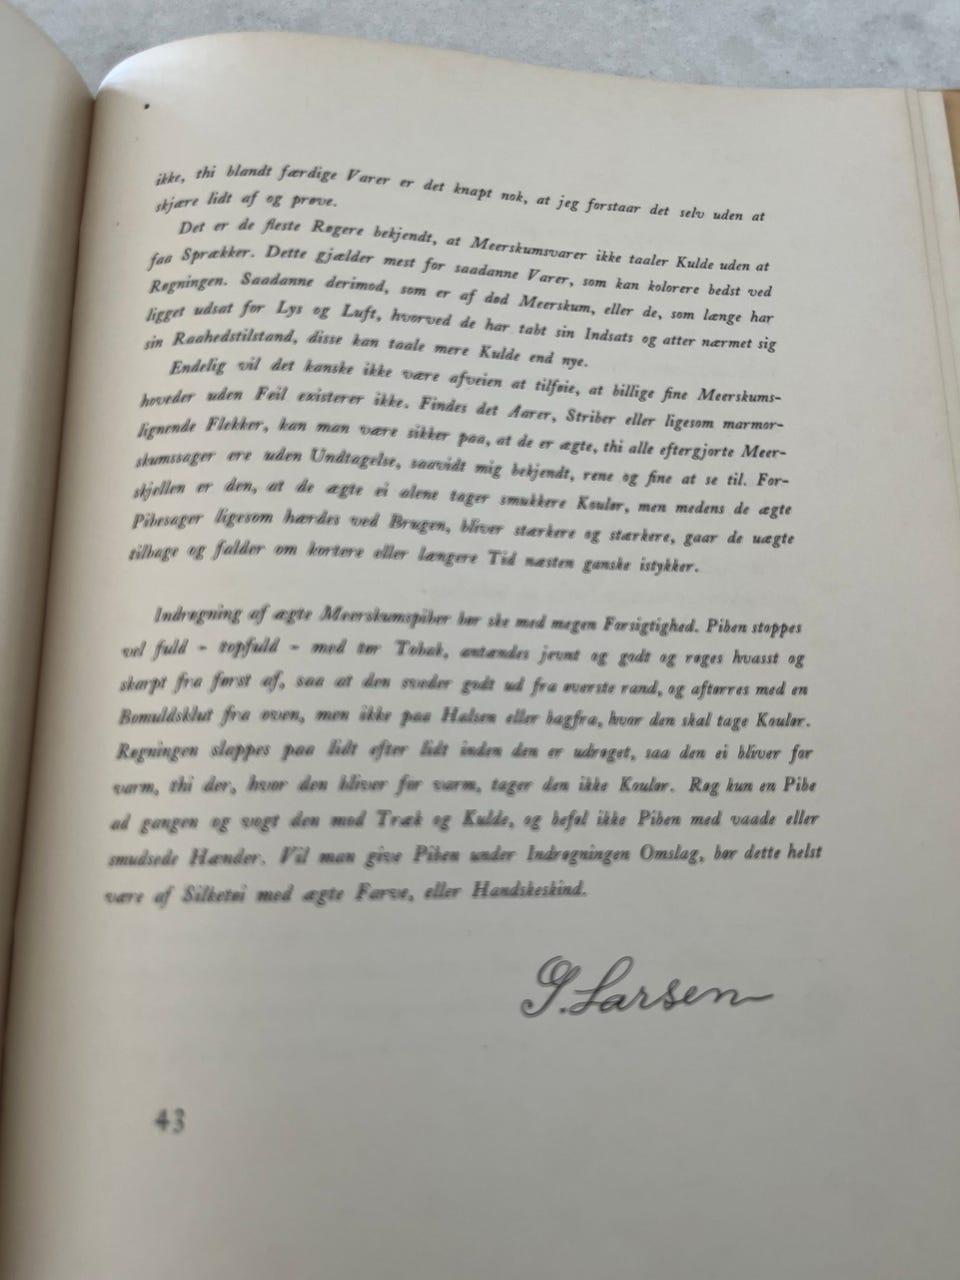 ikke, thi blandt færdige Varer er det knapt nok, at jeg forstaar det selv uden at
skjære lidt af og prøve.
Det er de fleste Røgere bekjendt, at Meerskumsvarer ikke taaler Kulde uden at
faa Sprækker. Dette gjælder mest for saadanne Varer, som kan kolorere bedst ved
Røgningen. Saadanne derimod, som er af død Meerskum, eller de, som længe har
ligget udsat for Lys og Luft, hvorved de har tabt sin Indsats og atter nærmet sig
sin Raahedstilstand, disse kan taale mere Kulde end nye.
Endelig vil det kanske ikke være afveien at tilføie, at billige fine Meerskums-
hoveder uden Feil existerer ikke. Findes det Aarer, Striber eller ligesom marmor-
lignende Flekker, kan man være sikker paa, at de er ægte, thi alle eftergjorte Meer-
skumssager ere uden Undtagelse, saavidt mig bekjendt, rene og fine at se til. For-
skjellen er den, at de ægte ei alene tager smukkere Kouløر, men medens de ægte
Pibesager ligesom hærdes ved Brugen, bliver stærkere og stærkere, gaar de uægte
tilbage og falder om kortere eller længere Tid næsten ganske istykker.
Indrøgning af ægte Meerskumspiber bør ske med megen Forsigtighed. Piben stoppes
vel fuld - topfuld - med tør Tobak, antændes jevnt og godt og røges hvasst og
skarpt fra først af, saa at den sveder godt ud fra øverste rand, og aftørres med en
Bomuldsklut fra oven, men ikke paa Halsen eller bagfra, hvor den skal tage Kouløر.
Røgningen slappes paa lidt efter lidt inden den er udrøget, saa den ei bliver for
varm, thi der, hvor den bliver for varm, tager den ikke Kouløر. Røg kun en Pibe
ad gangen og vogt den mod Træk og Kulde, og beføl ikke Piben med vaade eller
smudsede Hænder. Vil man give Piben under Indrøgningen Omslag, bør dette helst
være af Silketøi med ægte Farve, eller Handskeskind.
G. Larsen
43